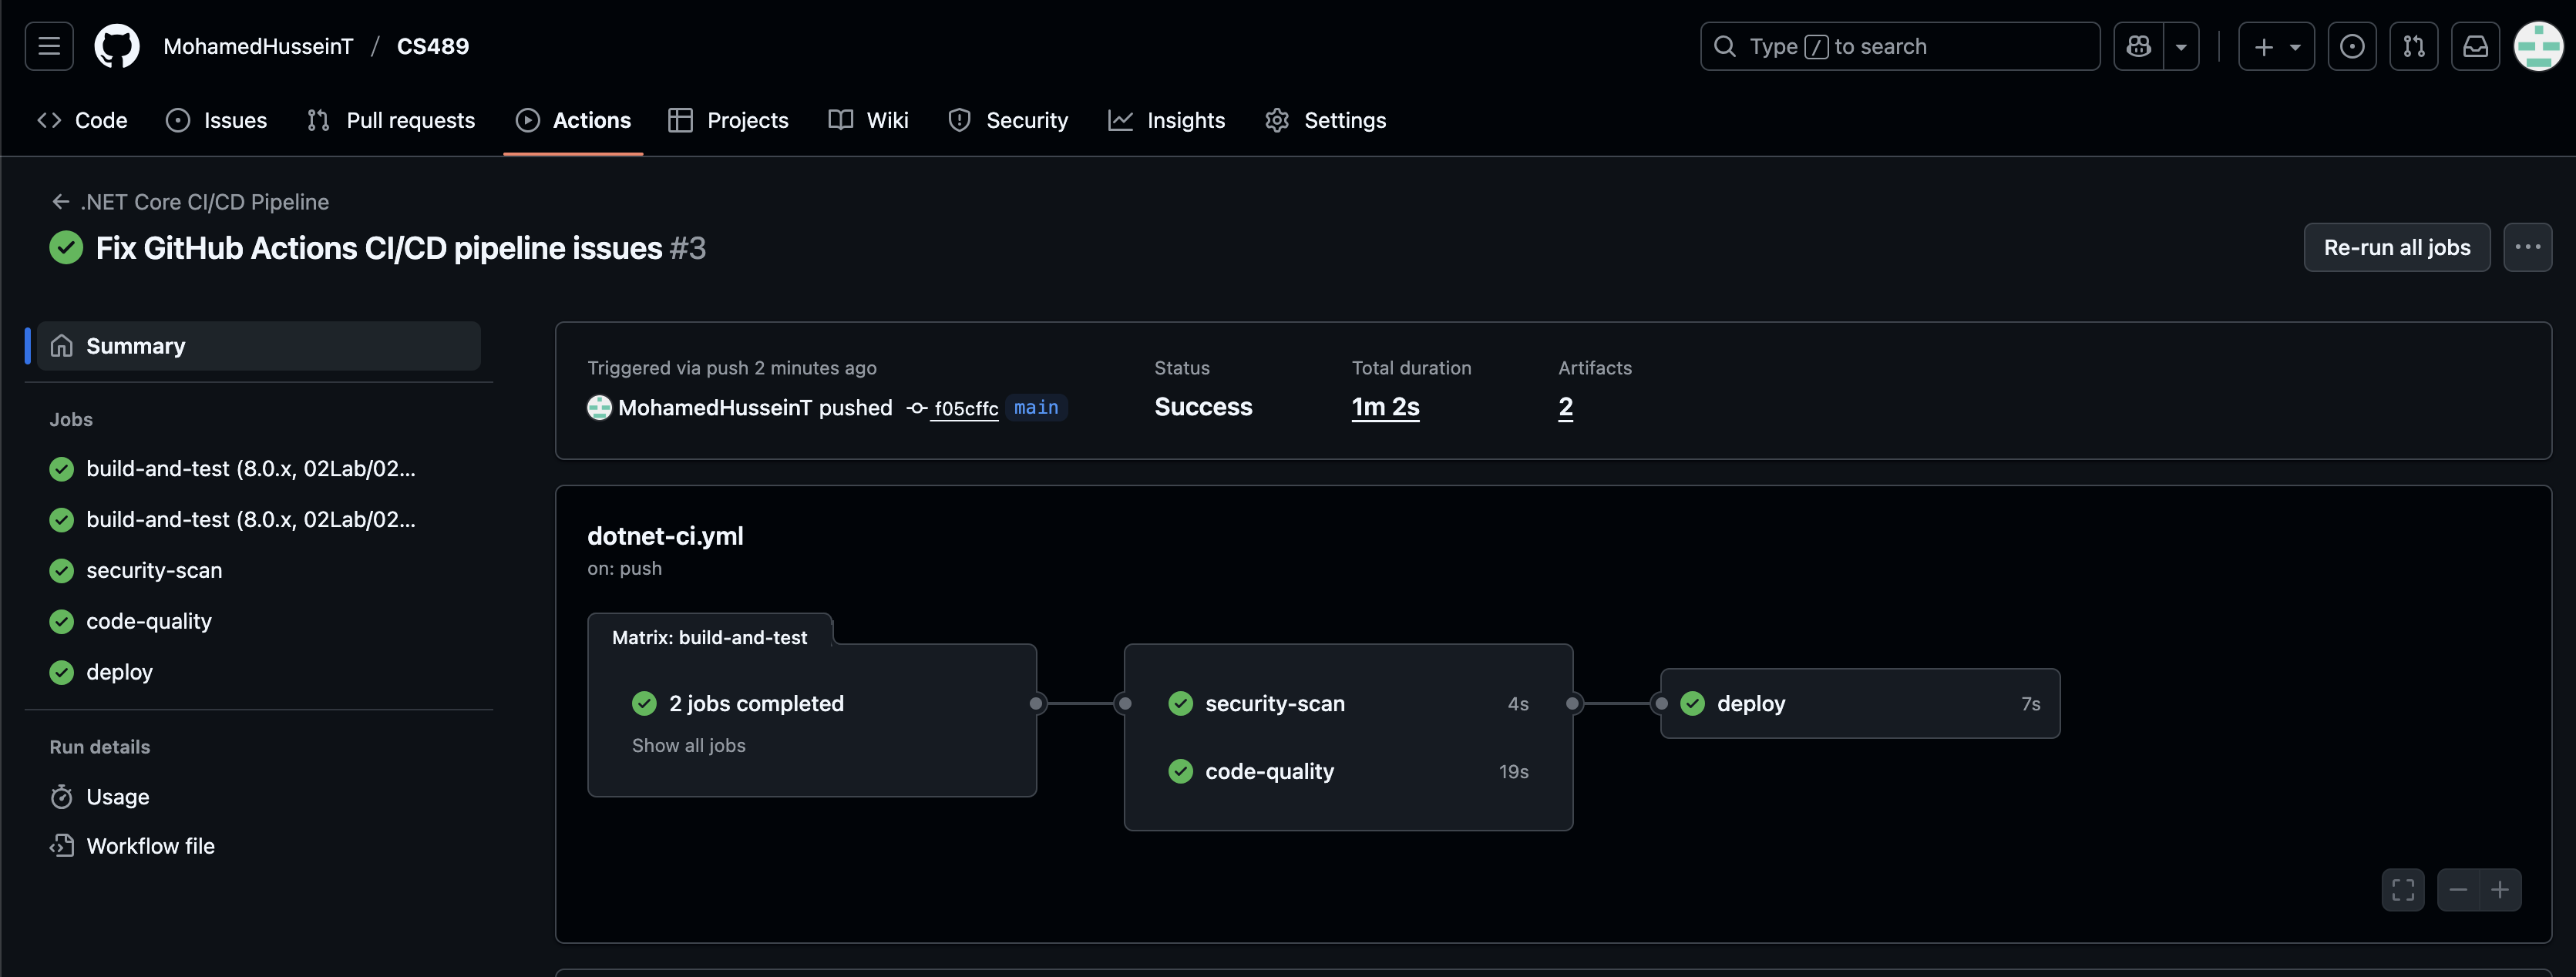 MohamedHusseinT / CS489
Type / to search
Code
Issues
Pull requests
Actions
Projects
Wiki
Security
Insights
Settings
← .NET Core CI/CD Pipeline
Fix GitHub Actions CI/CD pipeline issues #3
Re-run all jobs
Summary
Jobs
build-and-test (8.0.x, 02Lab/02...
build-and-test (8.0.x, 02Lab/02...
security-scan
code-quality
deploy
Run details
Usage
Workflow file
Triggered via push 2 minutes ago
MohamedHusseinT pushed f05cffc main
Status
Success
Total duration
1m 2s
Artifacts
2
dotnet-ci.yml
on: push
Matrix: build-and-test
2 jobs completed
Show all jobs
security-scan 4s
code-quality 19s
deploy 7s